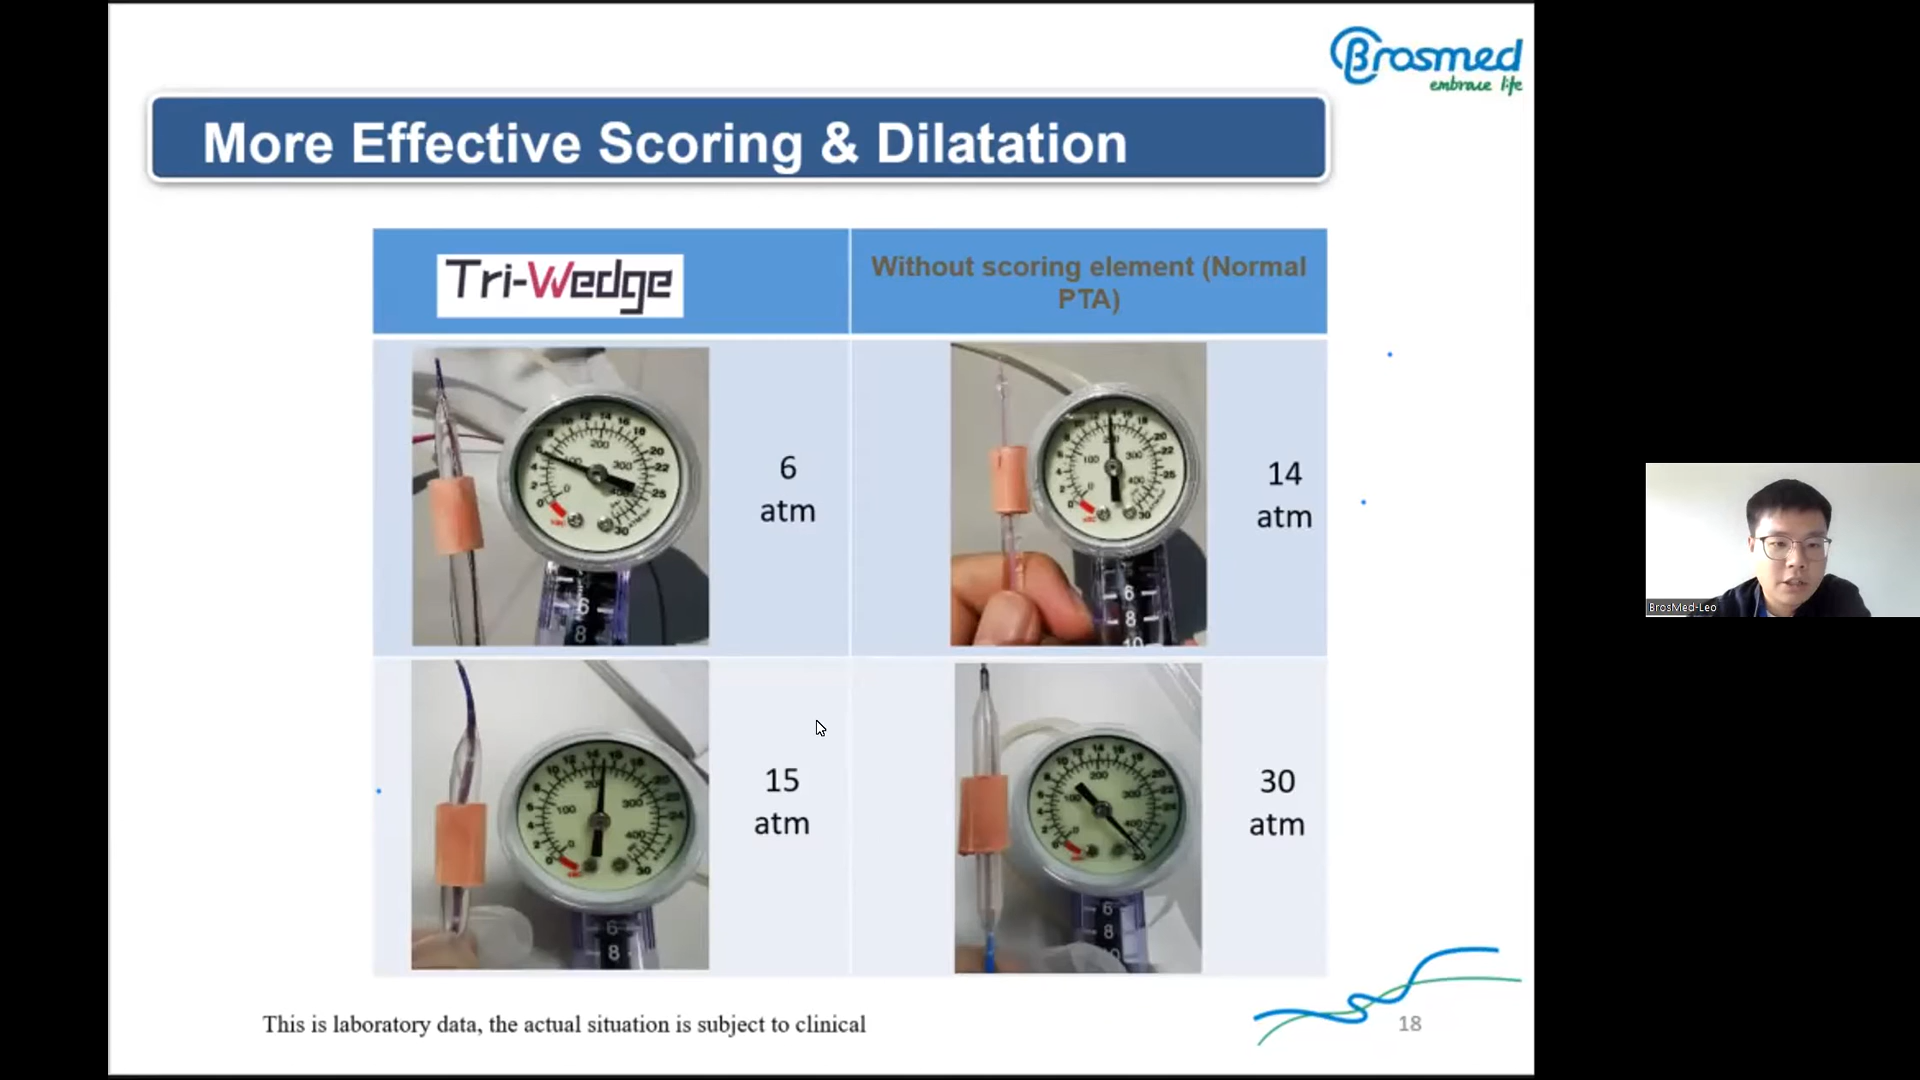 Brosmed
embrace life
More Effective Scoring & Dilatation
Tri-Wedge
Without scoring element (Normal
PTA)
6
atm
14
atm
15
atm
30
atm
BrosMed-Leo
This is laboratory data, the actual situation is subject to clinical
18